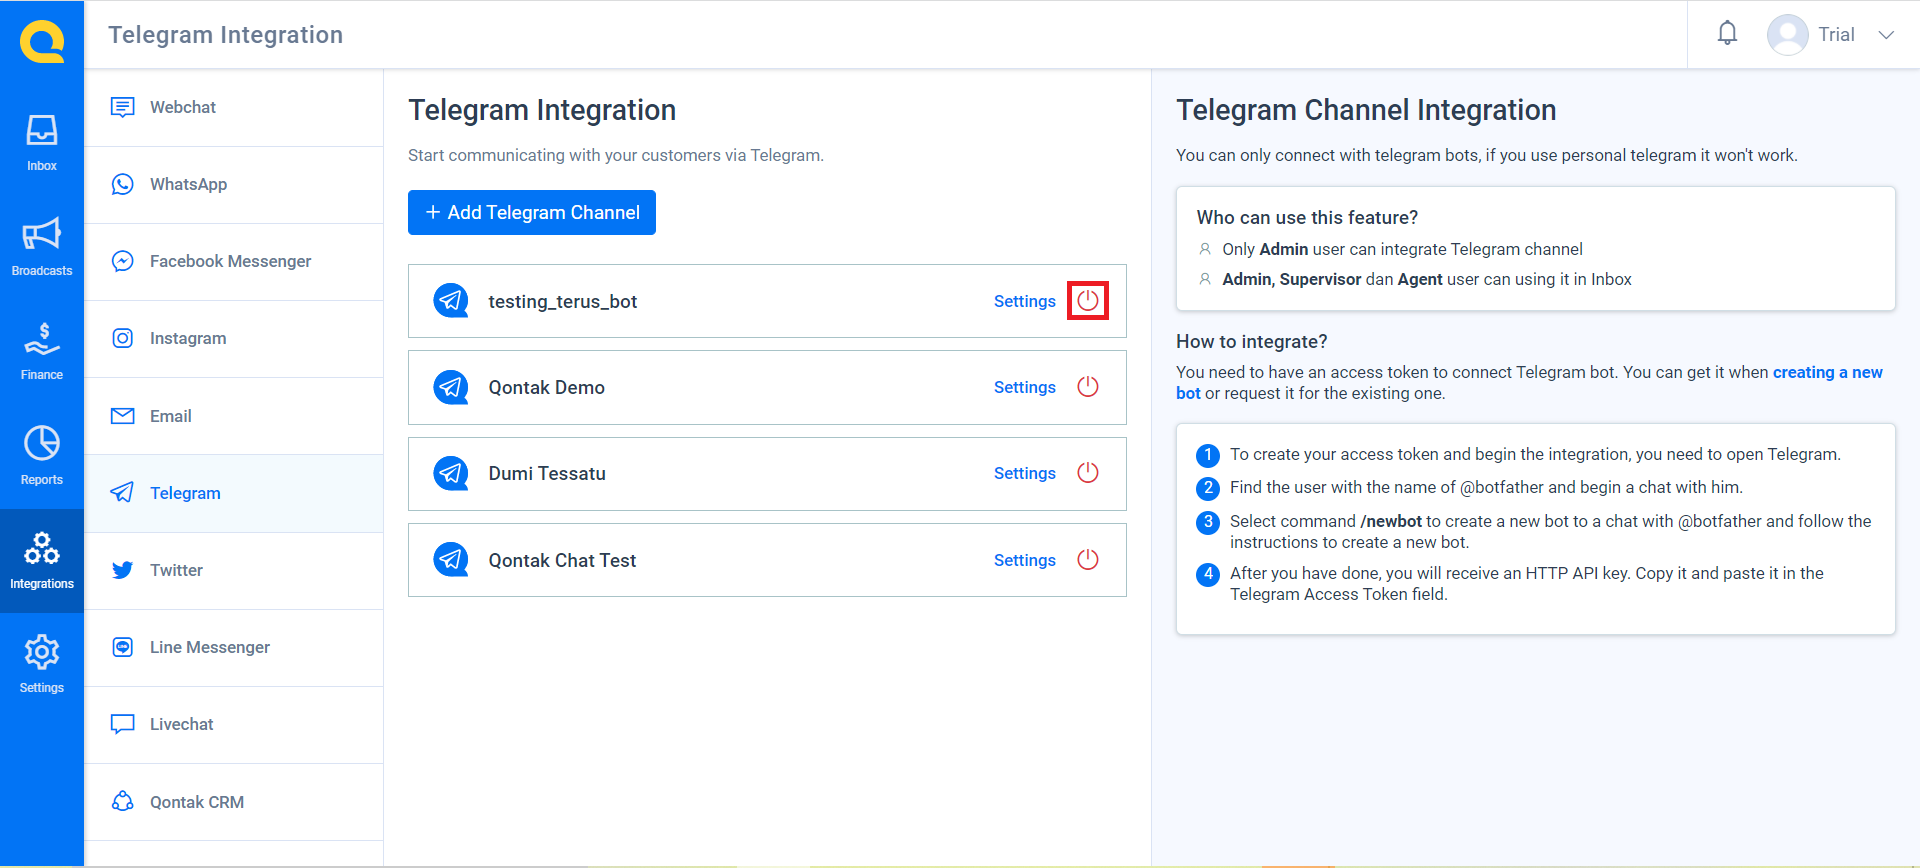 Telegram Integration
Trial
Inbox
Broadcasts
Finance
Reports
Integrations
Settings
Webchat
WhatsApp
Facebook Messenger
Instagram
Email
Telegram
Twitter
Line Messenger
Livechat
Qontak CRM
Telegram Integration
Start communicating with your customers via Telegram.
+ Add Telegram Channel
testing_terus_bot Settings
Qontak Demo Settings
Dumi Tessatu Settings
Qontak Chat Test Settings
Telegram Channel Integration
You can only connect with telegram bots, if you use personal telegram it won't work.
Who can use this feature?
Only Admin user can integrate Telegram channel
Admin, Supervisor dan Agent user can using it in Inbox
How to integrate?
You need to have an access token to connect Telegram bot. You can get it when creating a new
bot or request it for the existing one.
1 To create your access token and begin the integration, you need to open Telegram.
2 Find the user with the name of @botfather and begin a chat with him.
3 Select command /newbot to create a new bot to a chat with @botfather and follow the
instructions to create a new bot.
4 After you have done, you will receive an HTTP API key. Copy it and paste it in the
Telegram Access Token field.